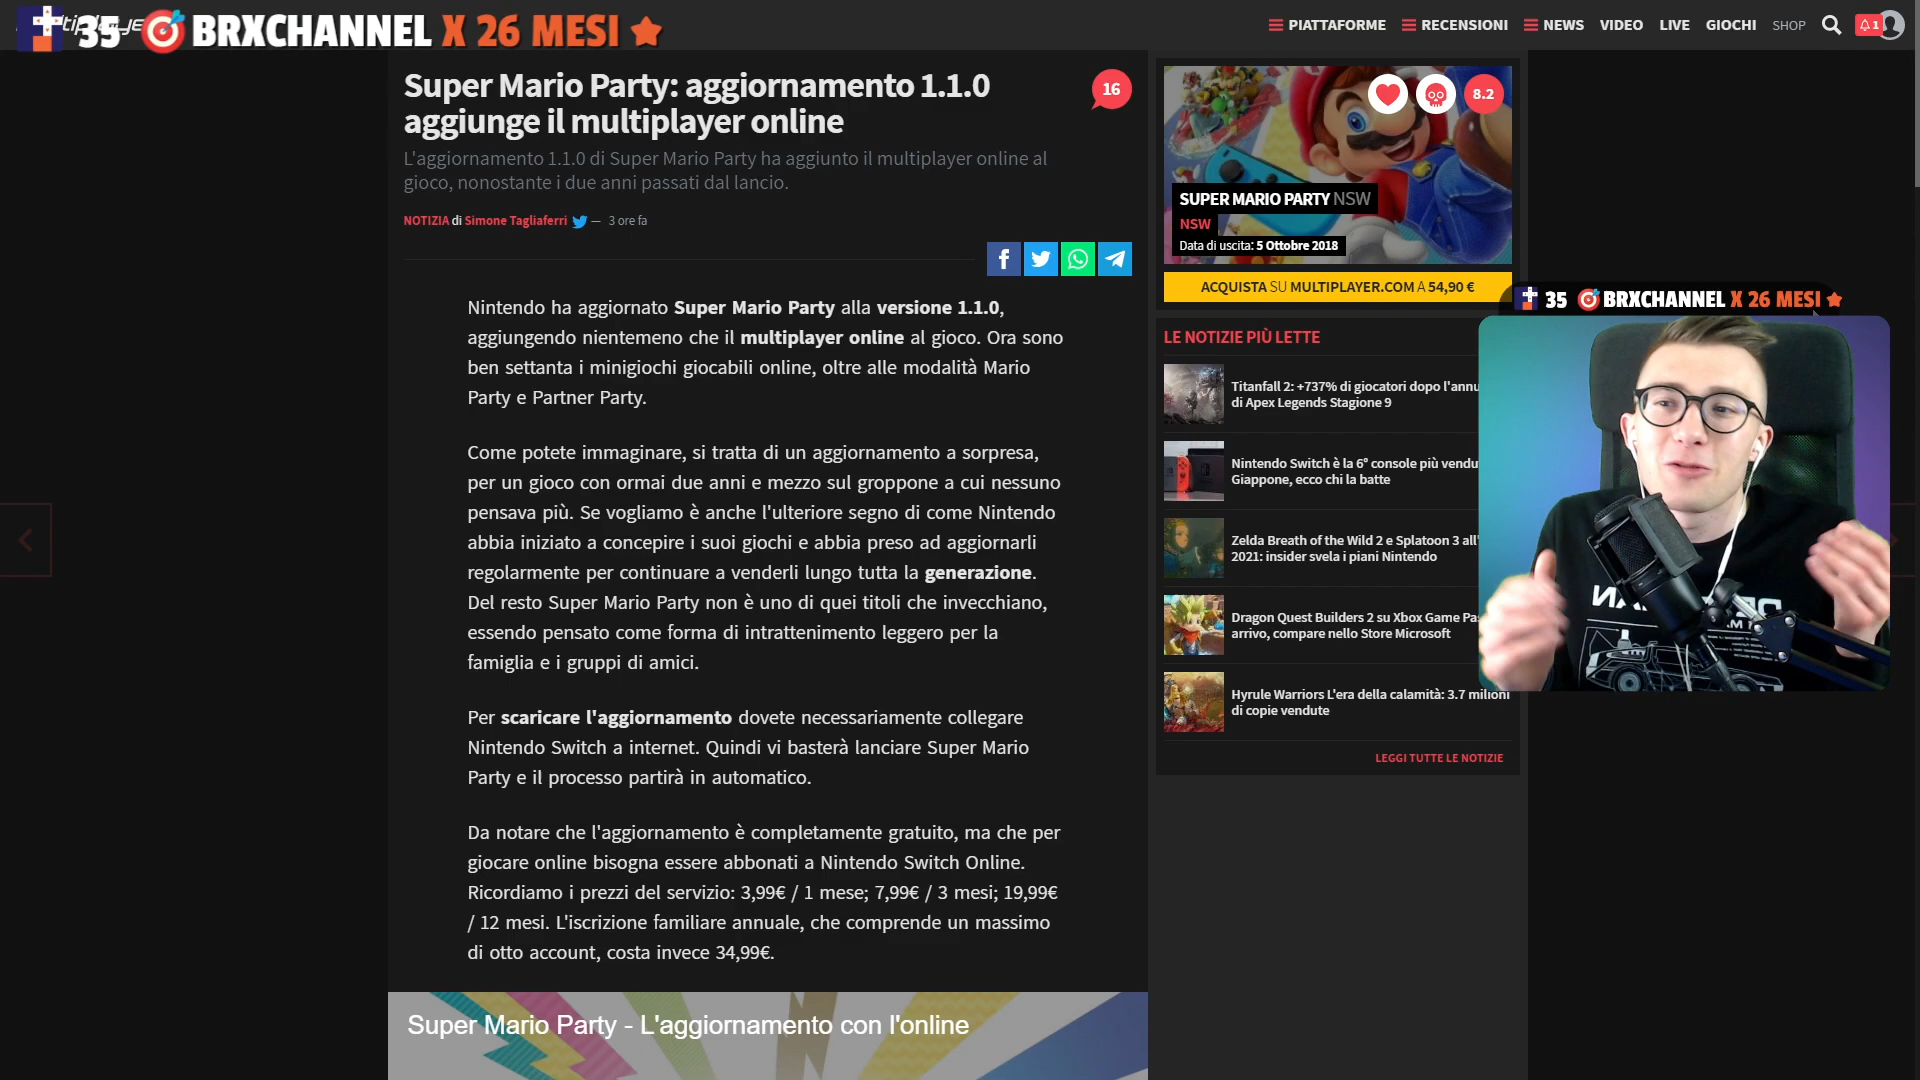 35 BRXCHANNEL X 26 MESI
PIATTAFORME RECENSIONI NEWS VIDEO LIVE GIOCHI SHOP 1
Super Mario Party: aggiornamento 1.1.0
aggiunge il multiplayer online
16
L'aggiornamento 1.1.0 di Super Mario Party ha aggiunto il multiplayer online al
gioco, nonostante i due anni passati dal lancio.
NOTIZIA di Simone Tagliaferri — 3 ore fa
Nintendo ha aggiornato Super Mario Party alla versione 1.1.0,
aggiungendo nientemeno che il multiplayer online al gioco. Ora sono
ben settanta i minigiochi giocabili online, oltre alle modalità Mario
Party e Partner Party.
Come potete immaginare, si tratta di un aggiornamento a sorpresa,
per un gioco con ormai due anni e mezzo sul groppone a cui nessuno
pensava più. Se vogliamo è anche l'ulteriore segno di come Nintendo
abbia iniziato a concepire i suoi giochi e abbia preso ad aggiornarli
regolarmente per continuare a venderli lungo tutta la generazione.
Del resto Super Mario Party non è uno di quei titoli che invecchiano,
essendo pensato come forma di intrattenimento leggero per la
famiglia e i gruppi di amici.
Per scaricare l'aggiornamento dovete necessariamente collegare
Nintendo Switch a internet. Quindi vi basterà lanciare Super Mario
Party e il processo partirà in automatico.
Da notare che l'aggiornamento è completamente gratuito, ma che per
giocare online bisogna essere abbonati a Nintendo Switch Online.
Ricordiamo i prezzi del servizio: 3,99€ / 1 mese; 7,99€ / 3 mesi; 19,99€
/ 12 mesi. L'iscrizione familiare annuale, che comprende un massimo
di otto account, costa invece 34,99€.
Super Mario Party - L'aggiornamento con l'online
8.2
SUPER MARIO PARTY NSW
NSW
Data di uscita: 5 Ottobre 2018
ACQUISTA SU MULTIPLAYER.COM A 54,90 €
35 BRXCHANNEL X 26 MESI
LE NOTIZIE PIÙ LETTE
Titanfall 2: +737% di giocatori dopo l'annu
di Apex Legends Stagione 9
Nintendo Switch è la 6° console più vendu
Giappone, ecco chi la batte
Zelda Breath of the Wild 2 e Splatoon 3 all'
2021: insider svela i piani Nintendo
Dragon Quest Builders 2 su Xbox Game Pa
arrivo, compare nello Store Microsoft
Hyrule Warriors L'era della calamità: 3.7 milioni
di copie vendute
LEGGI TUTTE LE NOTIZIE